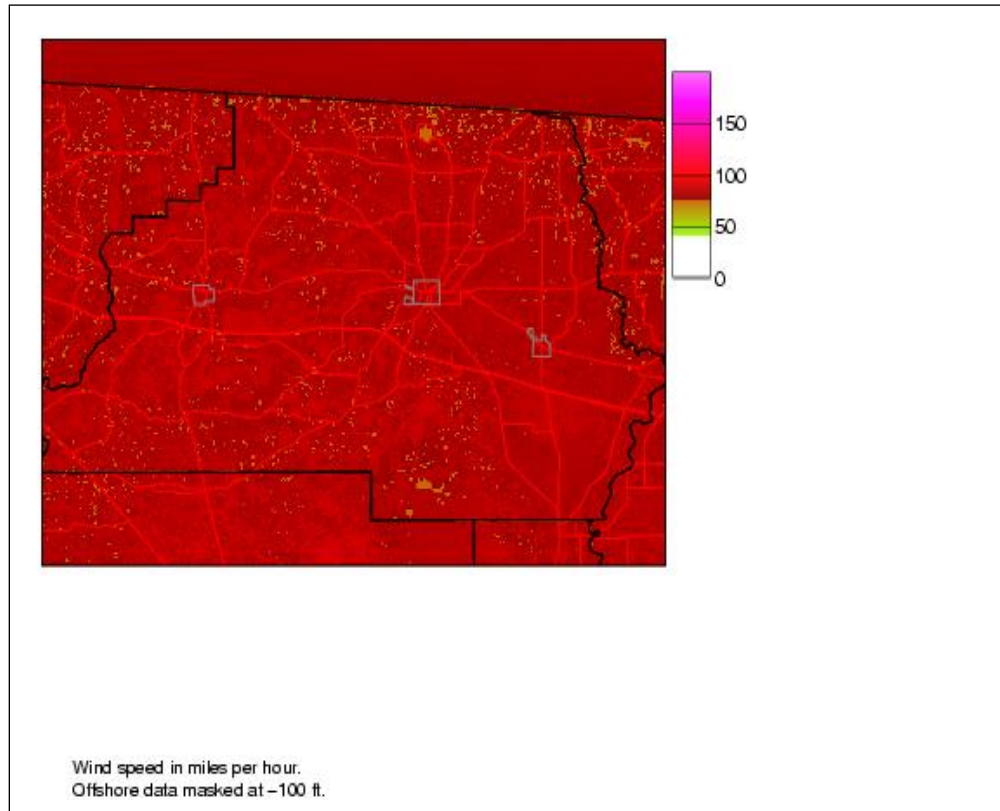 150
100
50
0
Wind speed in miles per hour.
Offshore data masked at −100 ft.